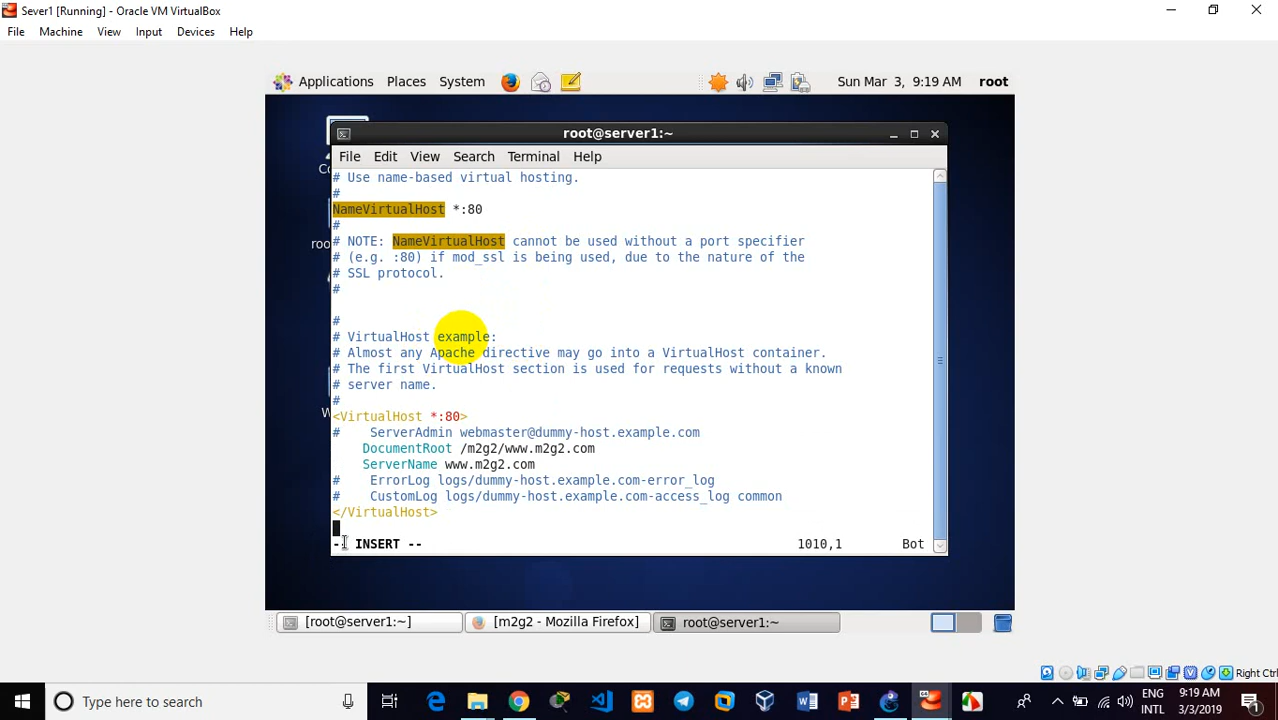 Sever1 [Running] - Oracle VM VirtualBox
File Machine View Input Devices Help
Applications Places System Sun Mar 3, 9:19 AM root
root@server1:~
File Edit View Search Terminal Help
# Use name-based virtual hosting.
#
NameVirtualHost *:80
#
# NOTE: NameVirtualHost cannot be used without a port specifier
# (e.g. :80) if mod_ssl is being used, due to the nature of the
# SSL protocol.
#
#
# VirtualHost example:
# Almost any Apache directive may go into a VirtualHost container.
# The first VirtualHost section is used for requests without a known
# server name.
#
<VirtualHost *:80>
#    ServerAdmin webmaster@dummy-host.example.com
    DocumentRoot /m2g2/www.m2g2.com
    ServerName www.m2g2.com
#    ErrorLog logs/dummy-host.example.com-error_log
#    CustomLog logs/dummy-host.example.com-access_log common
</VirtualHost>
-- INSERT -- 1010,1 Bot
[root@server1:~] [m2g2 - Mozilla Firefox] root@server1:~
Right Ctrl
Type here to search ENG 9:19 AM
INTL 3/3/2019 1